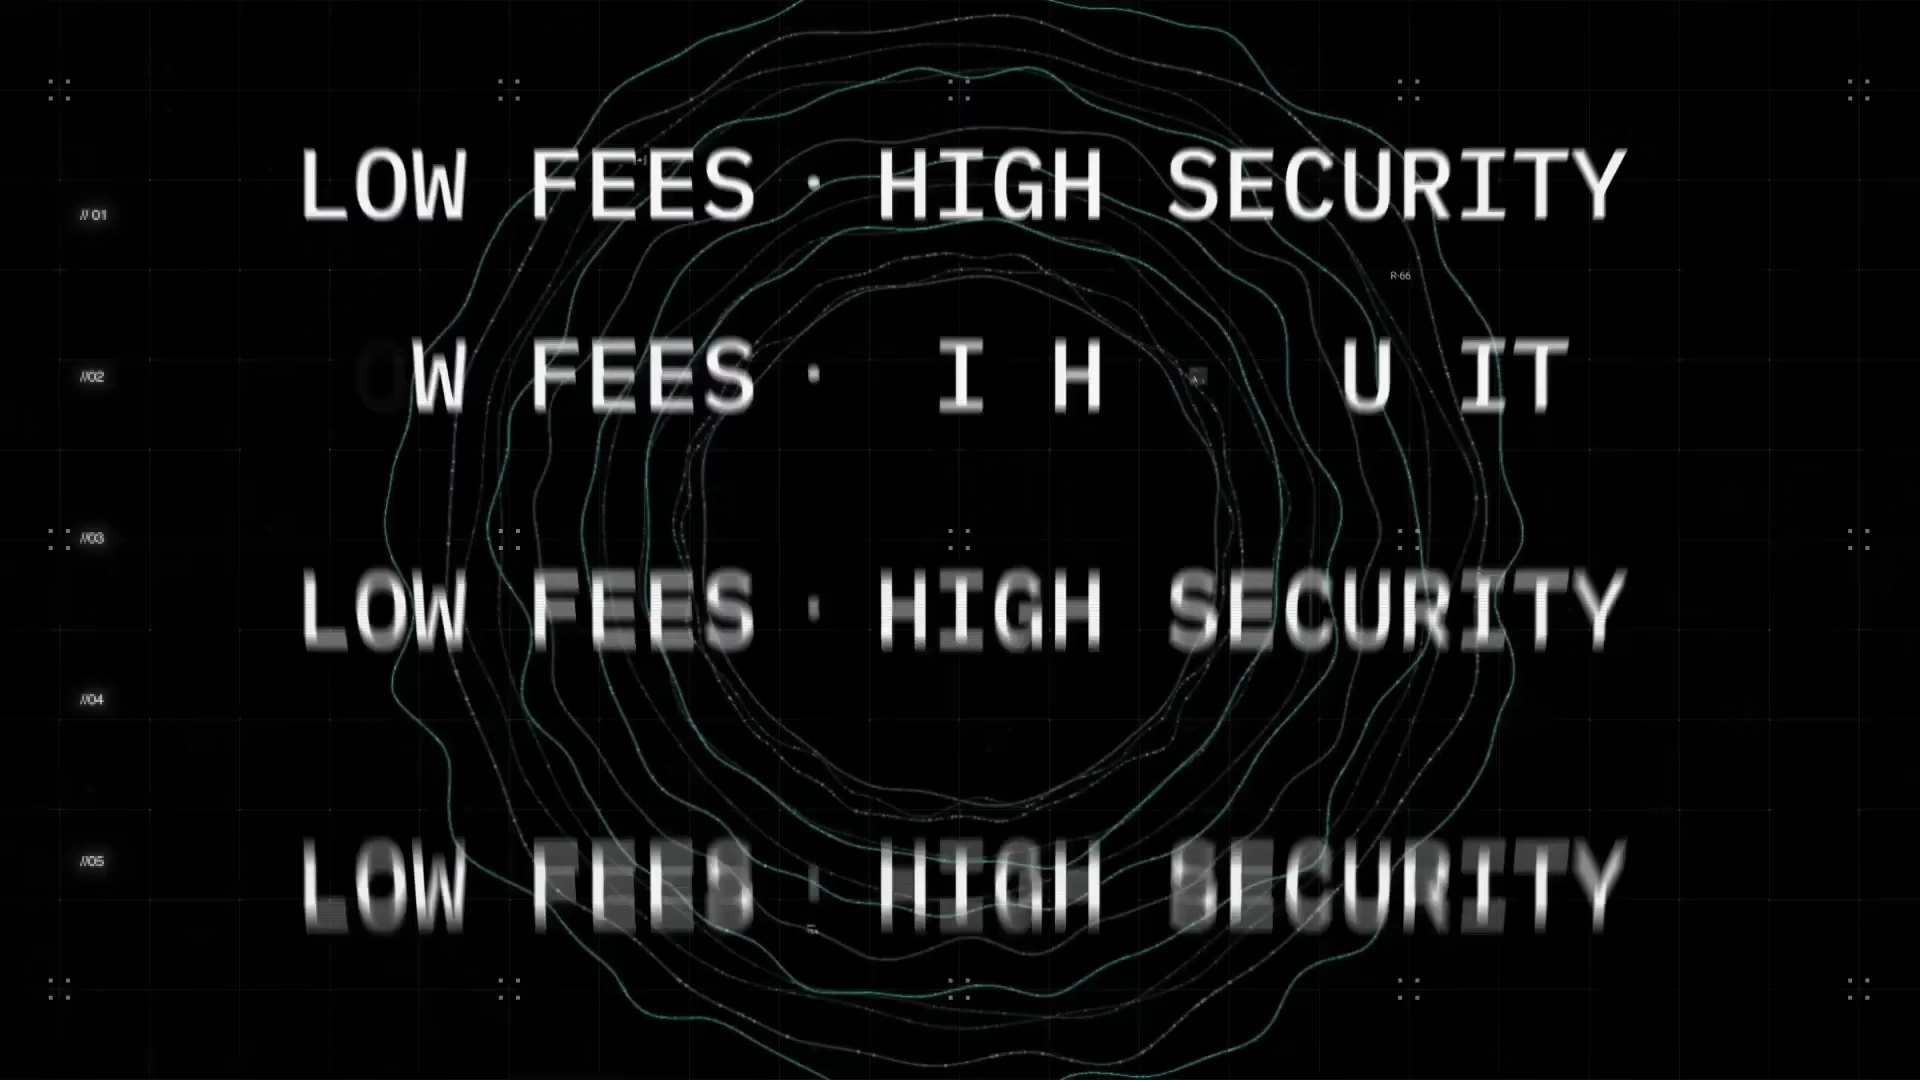 LOW FEES · HIGH SECURITY
// 01
R-66
W FEES · I H U IT
//02
//03
LOW FEES · HIGH SECURITY
//04
LOW FEES · HIGH SECURITY
//05